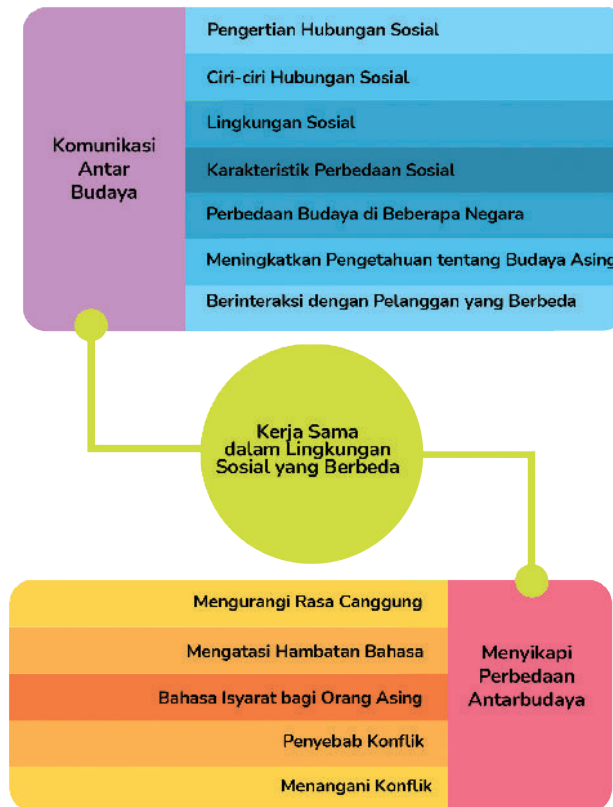 Komunikasi
Antar
Budaya
Pengertian Hubungan Sosial
Ciri-ciri Hubungan Sosial
Lingkungan Sosial
Karakteristik Perbedaan Sosial
Perbedaan Budaya di Beberapa Negara
Meningkatkan Pengetahuan tentang Budaya Asing
Berinteraksi dengan Pelanggan yang Berbeda
Kerja Sama
dalam Lingkungan
Sosial yang Berbeda
Mengurangi Rasa Canggung
Mengatasi Hambatan Bahasa
Bahasa Isyarat bagi Orang Asing
Penyebab Konflik
Menangani Konflik
Menyikapi
Perbedaan
Antarbudaya